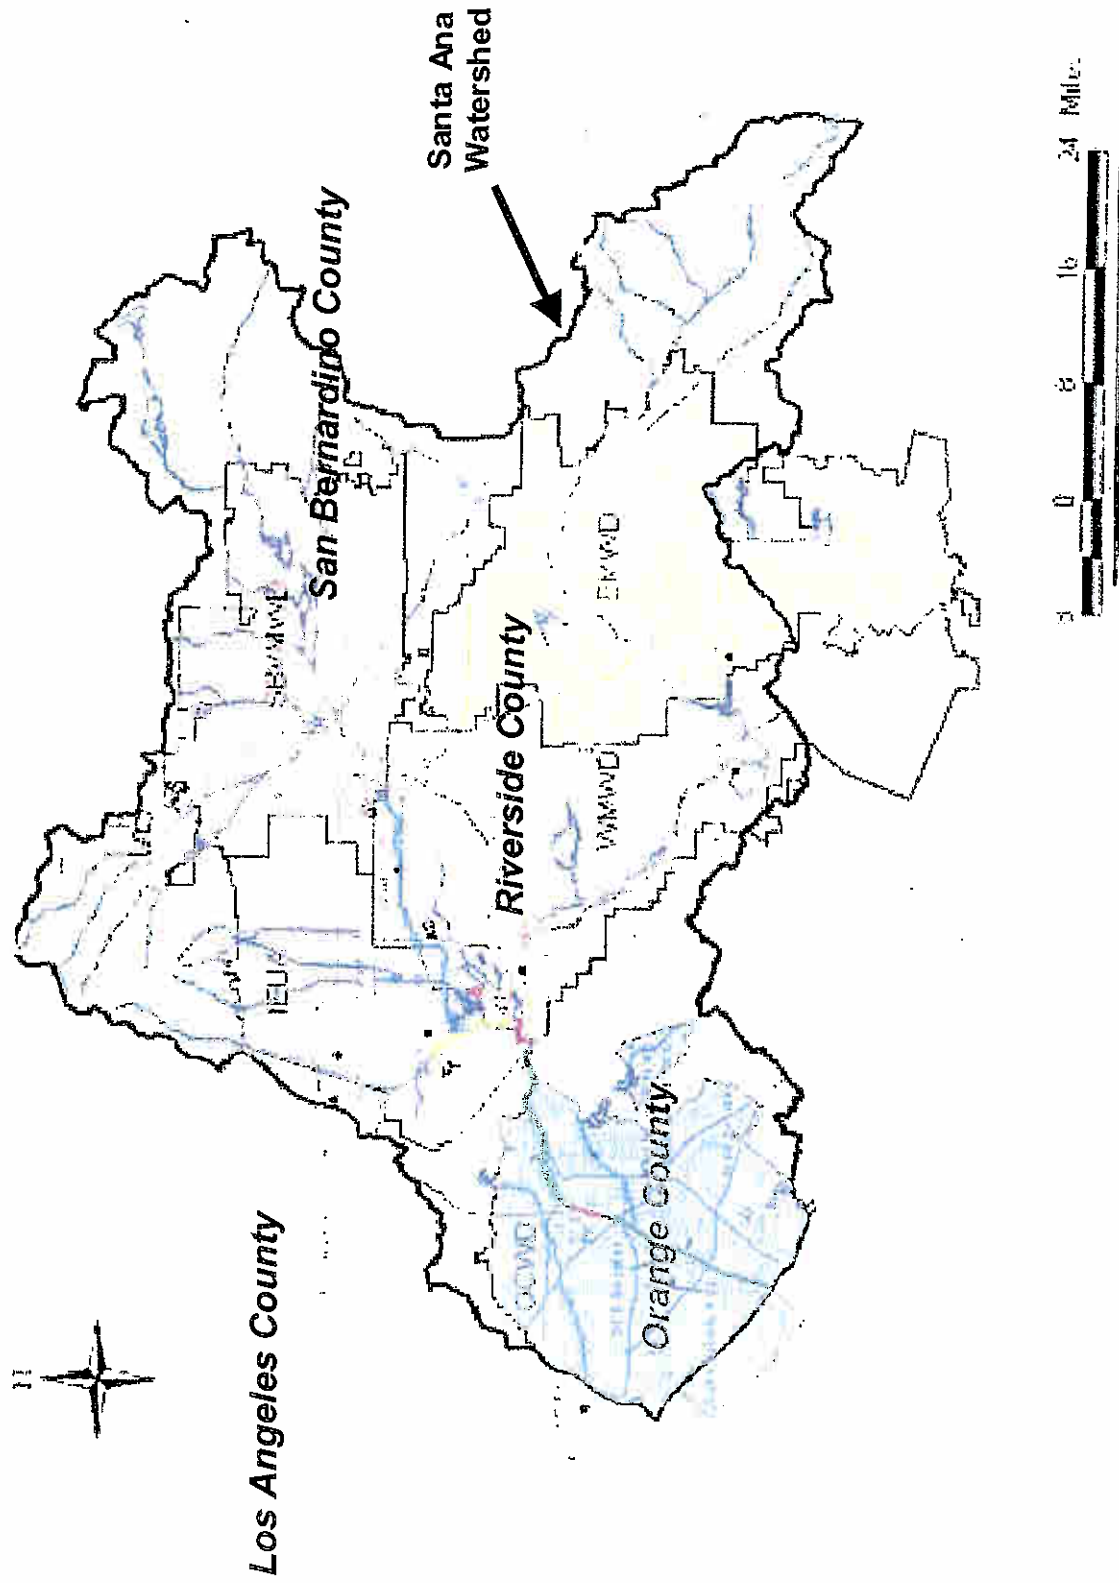 N
Los Angeles County
San Bernardino County
Santa Ana
Watershed
IEUA
SBVMWD
Riverside County
WMWD
EMWD
OCWD
Orange County
8
0
8
16
24
Miles